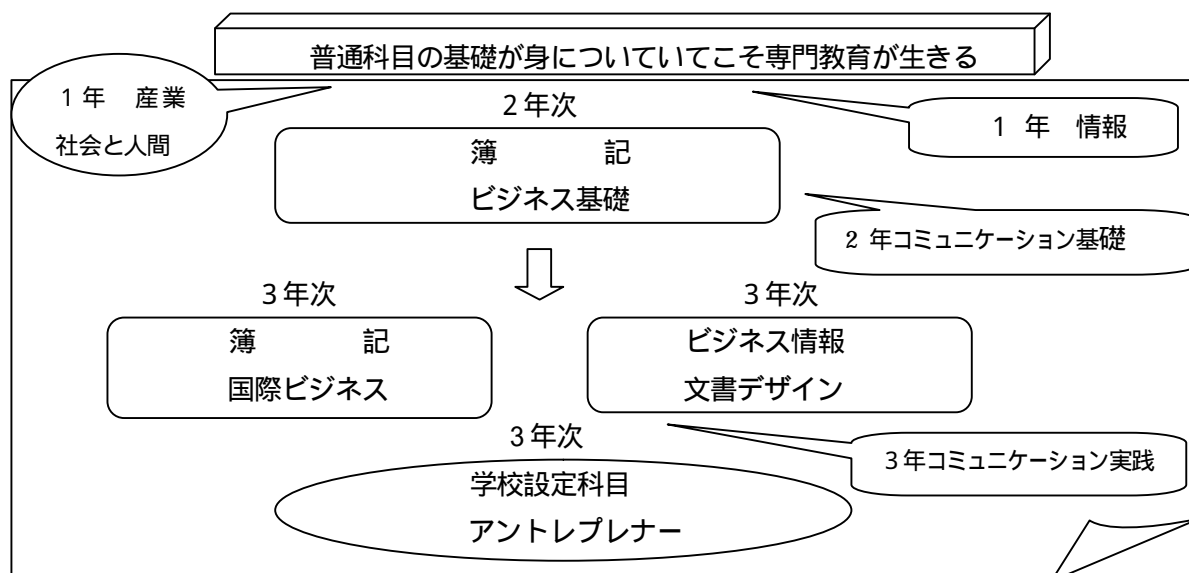 普通科目の基礎が身についていてこそ専門教育が生きる
1年 産業
社会と人間
2年次
1 年 情報
簿 記
ビジネス基礎
2 年コミュニケーション基礎
3年次
3年次
簿 記
国際ビジネス
ビジネス情報
文書デザイン
3年次
3年コミュニケーション実践
学校設定科目
アントレプレナー